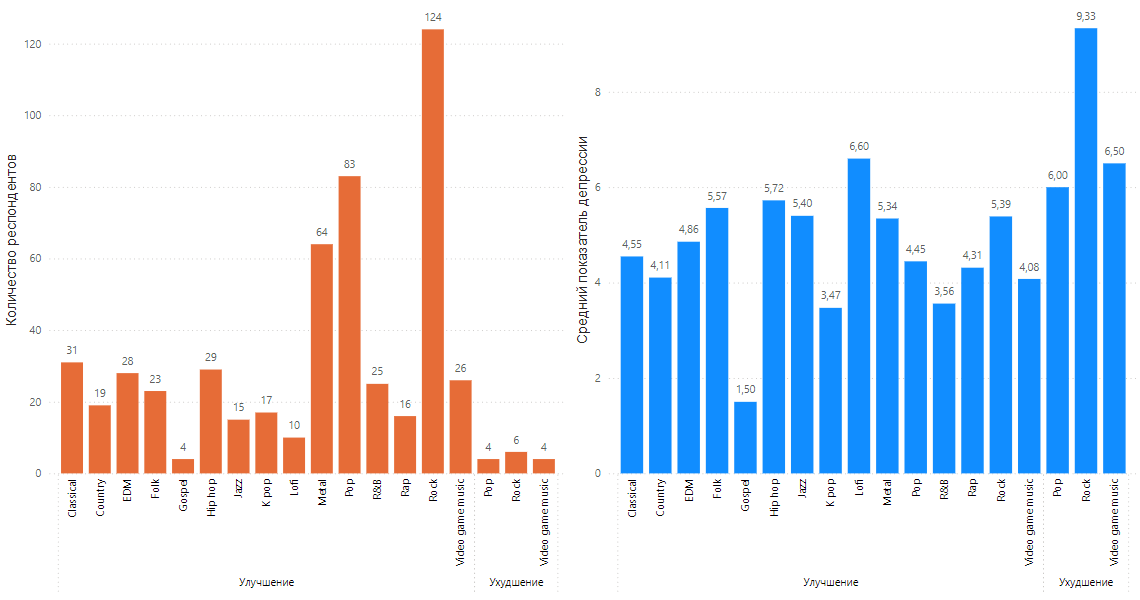 Количество респондентов
120
100
80
60
40
20
0
31
19
28
23
4
29
15
17
10
64
83
25
16
124
26
4
6
4
Classical
Country
EDM
Folk
Gospel
Hip hop
Jazz
K pop
Lofi
Metal
Pop
R&B
Rap
Rock
Video game music
Pop
Rock
Video game music
Улучшение
Ухудшение
Средний показатель депрессии
8
6
4
2
0
4,55
4,11
4,86
5,57
1,50
5,72
5,40
3,47
6,60
5,34
4,45
3,56
4,31
5,39
4,08
6,00
9,33
6,50
Classical
Country
EDM
Folk
Gospel
Hip hop
Jazz
K pop
Lofi
Metal
Pop
R&B
Rap
Rock
Video game music
Pop
Rock
Video game music
Улучшение
Ухудшение